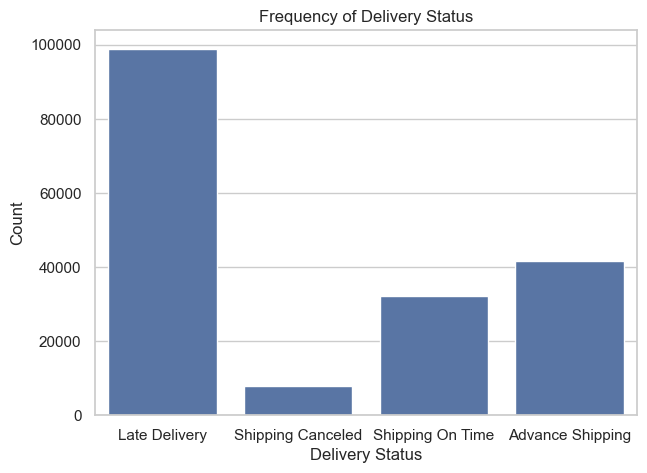 Frequency of Delivery Status
100000
80000
60000
40000
20000
0
Count
Late Delivery Shipping Canceled Shipping On Time Advance Shipping
Delivery Status